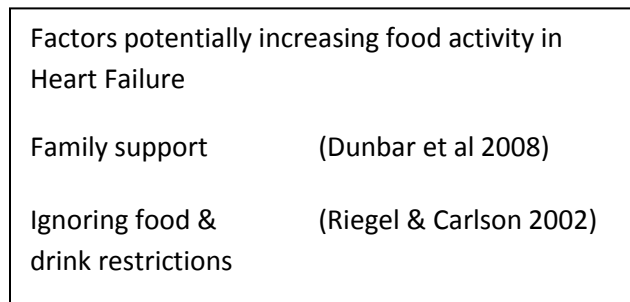 Factors potentially increasing food activity in
Heart Failure
Family support (Dunbar et al 2008)
Ignoring food & (Riegel & Carlson 2002)
drink restrictions